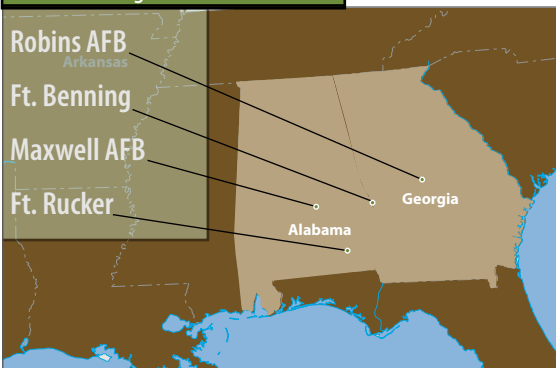 Robins AFB
Arkansas
Ft. Benning
Maxwell AFB
Ft. Rucker
Georgia
Alabama